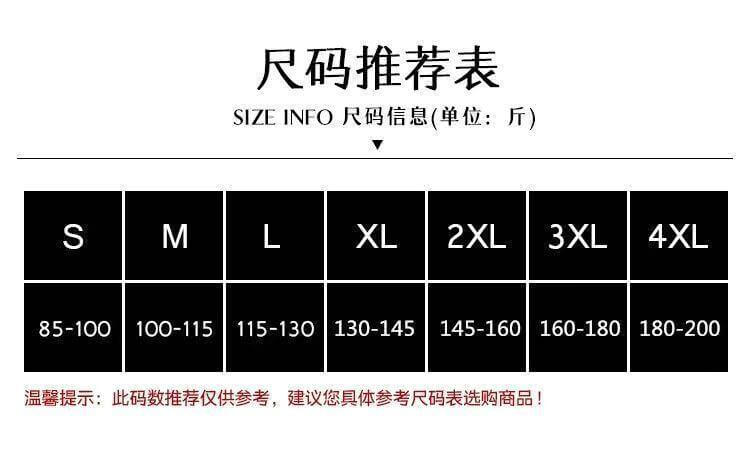 尺码推荐表
SIZE INFO 尺码信息(单位：斤)
S M L XL 2XL 3XL 4XL
85-100 100-115 115-130 130-145 145-160 160-180 180-200
温馨提示：此码数推荐仅供参考，建议您具体参考尺码表选购商品！